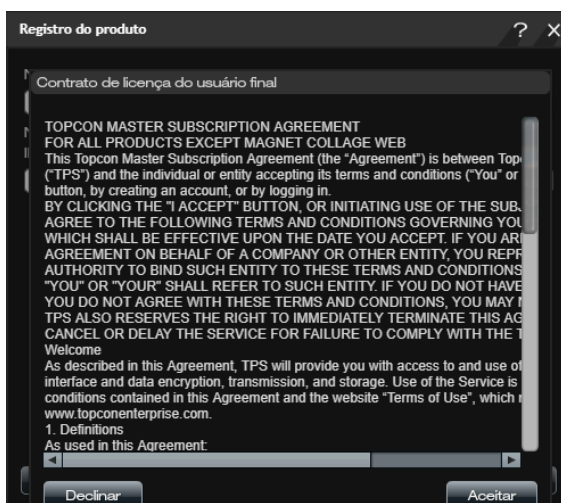 Registro do produto
?
X
Contrato de licença do usuário final
TOPCON MASTER SUBSCRIPTION AGREEMENT
FOR ALL PRODUCTS EXCEPT MAGNET COLLAGE WEB
This Topcon Master Subscription Agreement (the “Agreement”) is between
("TPS”) and the individual or entity accepting its terms and conditions (“You” or
button, by creating an account, or by logging in.
BY CLICKING THE "I ACCEPT" BUTTON, OR INITIATING USE OF THE
AGREE TO THE FOLLOWING TERMS AND CONDITIONS GOVERNING
WHICH SHALL BE EFFECTIVE UPON THE DATE YOU ACCEPT. IF YOU
AGREEMENT ON BEHALF OF A COMPANY OR OTHER ENTITY, YOU
AUTHORITY TO BIND SUCH ENTITY TO THESE TERMS AND CONDITIONS
"YOU" OR "YOUR" SHALL REFER TO SUCH ENTITY. IF YOU DO NOT HAVE
YOU DO NOT AGREE WITH THESE TERMS AND CONDITIONS, YOU MAY
TPS ALSO RESERVES THE RIGHT TO IMMEDIATELY TERMINATE THIS
CANCEL OR DELAY THE SERVICE FOR FAILURE TO COMPLY WITH THE
Welcome
As described in this Agreement, TPS will provide you with access to and use of
interface and data encryption, transmission, and storage. Use of the Service is
conditions contained in this Agreement and the website “Terms of Use”, which
www.topconenterprise.com.
1. Definitions
As used in this Agreement:
Declinar
Aceitar